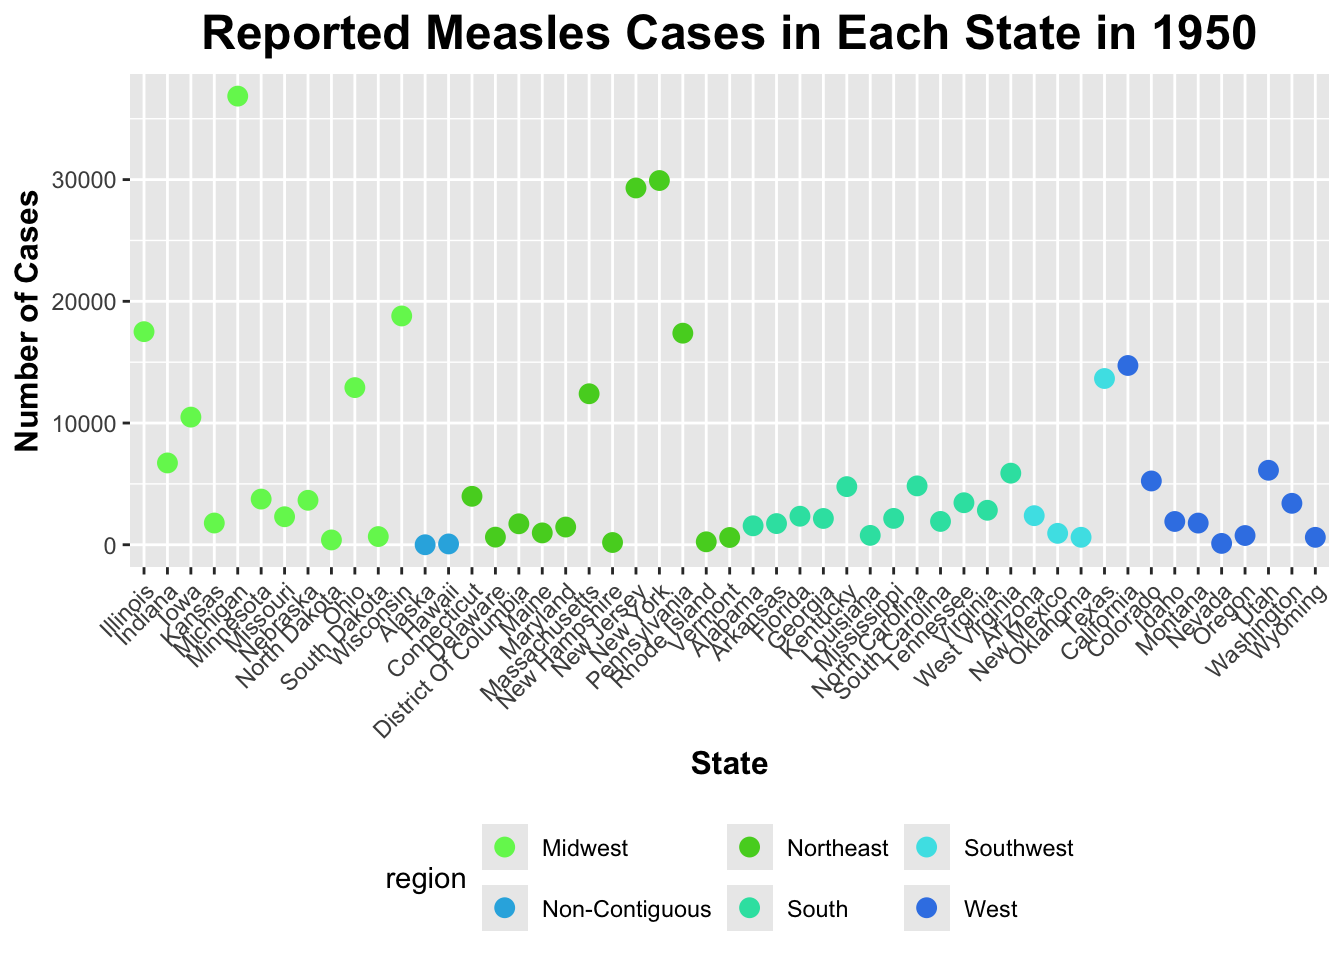 Reported Measles Cases in Each State in 1950
Number of Cases
30000
20000
10000
0
Illinois
Indiana
Iowa
Kansas
Michigan
Minnesota
Missouri
Nebraska
North Dakota
Ohio
South Dakota
Wisconsin
Alaska
Hawaii
Connecticut
Delaware
District Of Columbia
Maine
Maryland
Massachusetts
New Hampshire
New Jersey
New York
Pennsylvania
Rhode Island
Vermont
Alabama
Arkansas
Florida
Georgia
Kentucky
Louisiana
Mississippi
North Carolina
South Carolina
Tennessee
Virginia
West Virginia
Arizona
New Mexico
Oklahoma
Texas
California
Colorado
Idaho
Montana
Nevada
Oregon
Utah
Washington
Wyoming
State
region
Midwest
Northeast
Southwest
Non-Contiguous
South
West